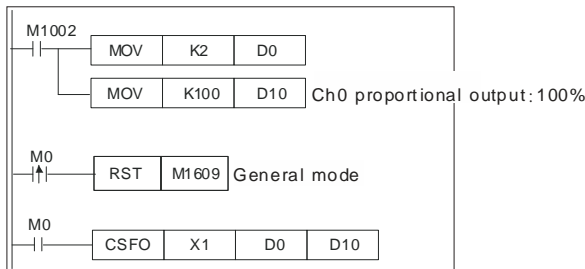 M1002
MOV K2 D0
MOV K100 D10 Ch0 proportional output: 100%
M0
RST M1609 General mode
M0
CSFO X1 D0 D10